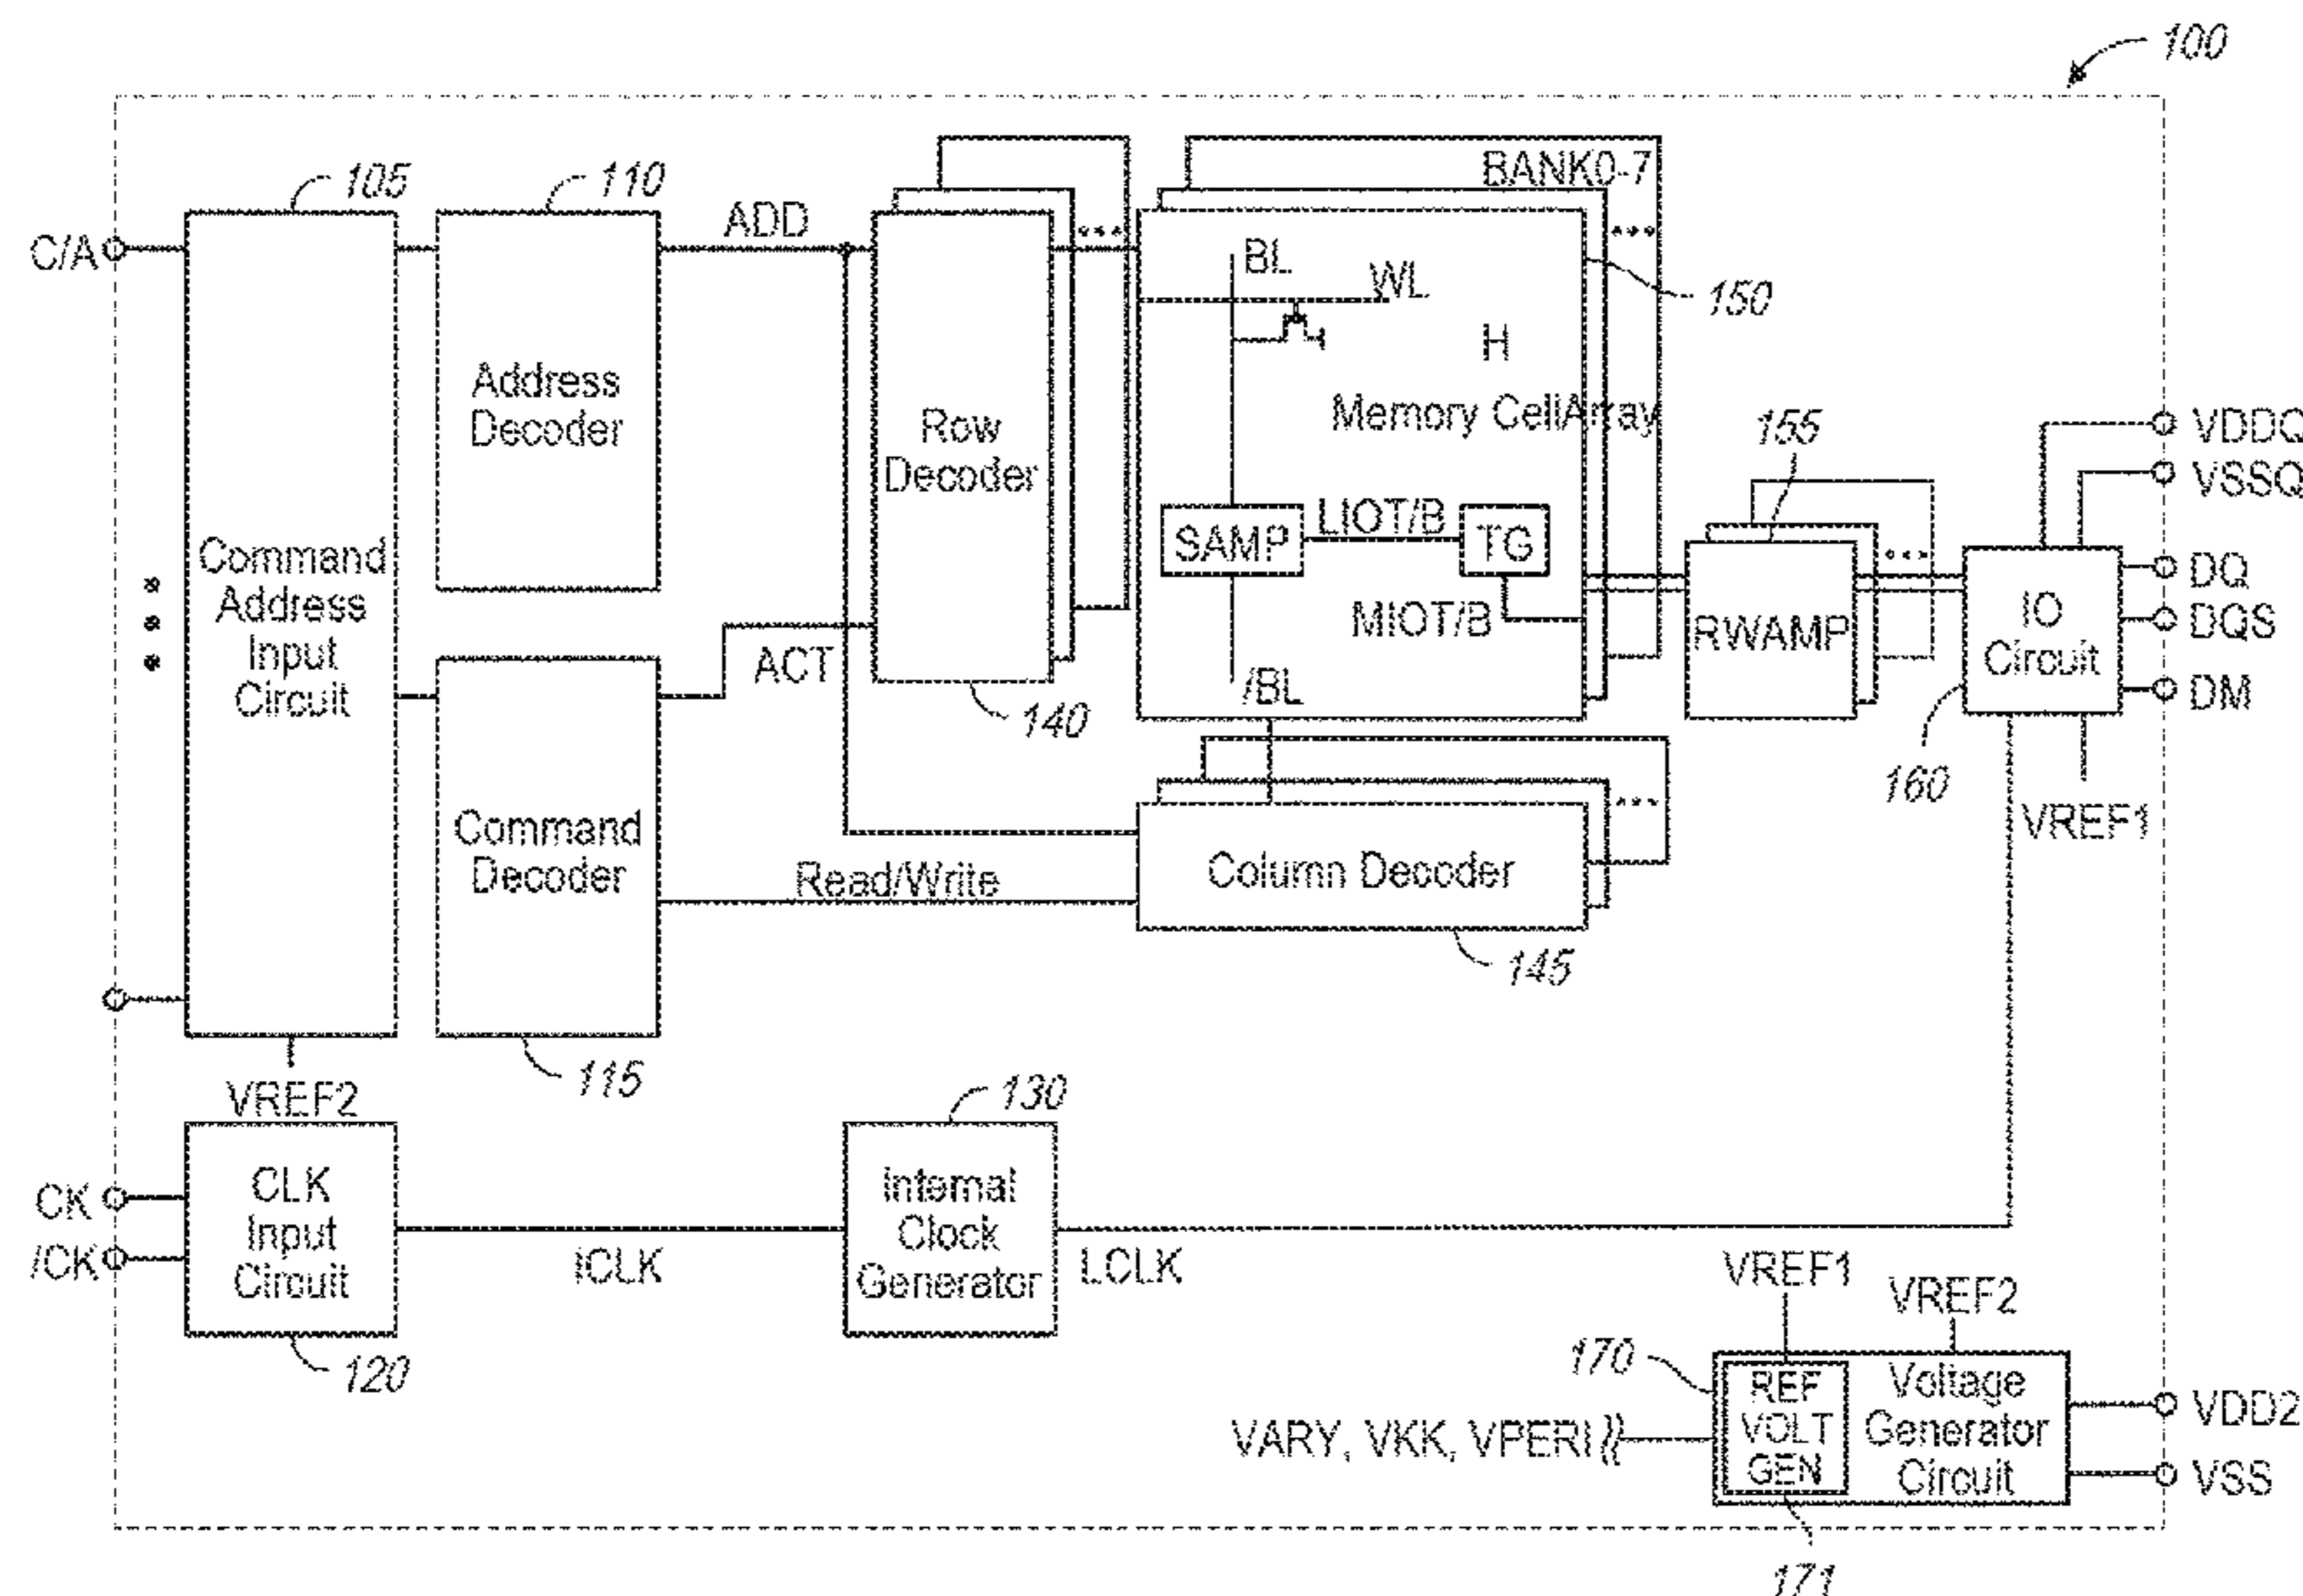 100
105
110
ADD
BANK0-7
...
...
C/A
BL
WL
150
H
Address
Decoder
Row
Decoder
Memory CellArray
155
VDDQ
VSSQ
Command
Address
Input
Circuit
SAMP
LIOT/B
TG
...
RWAMP
IO
Circuit
DQ
DQS
DM
MIOT/B
ACT
/BL
140
160
VREF1
Command
Decoder
...
Column Decoder
Read/Write
145
115
VREF2
130
CK
/CK
CLK
Input
Circuit
ICLK
Internal
Clock
Generator
LCLK
120
VREF1
VREF2
170
REF
VOLT
GEN
Voltage
Generator
Circuit
VARY, VKK, VPERI
VDD2
VSS
171